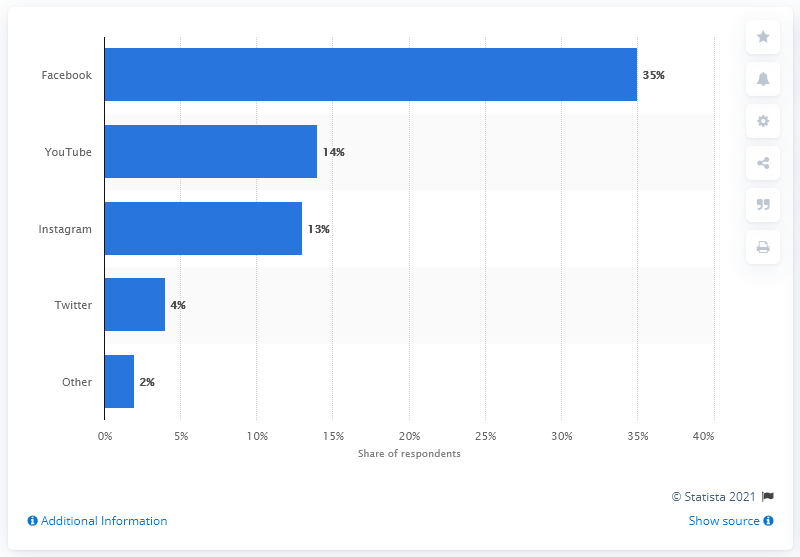 Facebook 35%
YouTube 14%
Instagram 13%
Twitter 4%
Other 2%
0% 5% 10% 15% 20% 25% 30% 35% 40%
Share of respondents
© Statista 2021
Additional Information Show source